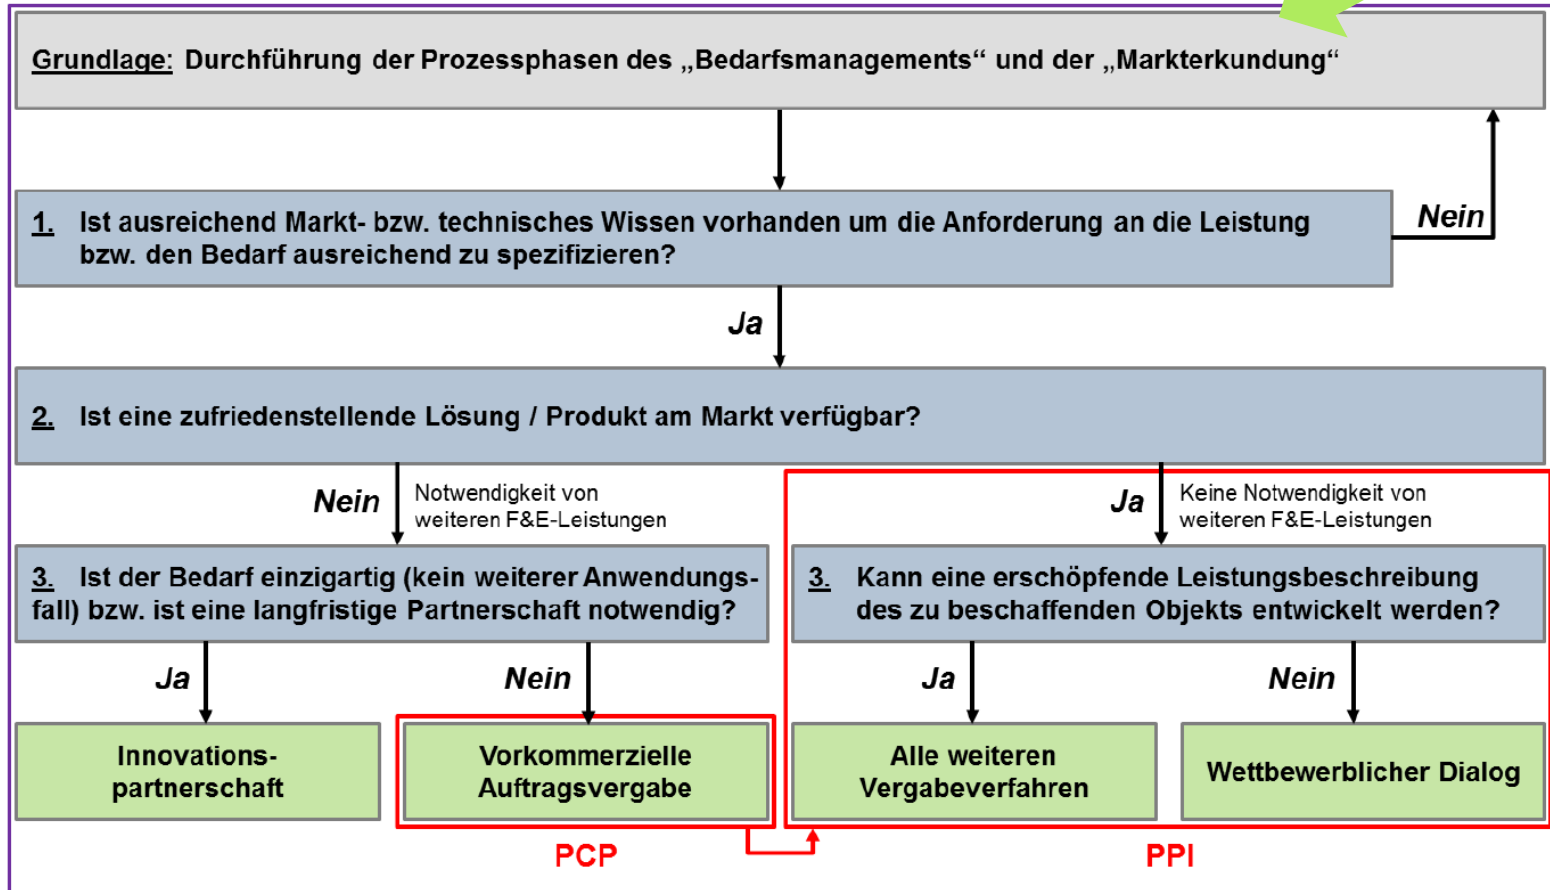 Grundlage: Durchführung der Prozessphasen des „Bedarfsmanagements“ und der „Markterkundung“
1. Ist ausreichend Markt- bzw. technisches Wissen vorhanden um die Anforderung an die Leistung
bzw. den Bedarf ausreichend zu spezifizieren?
Nein
Ja
2. Ist eine zufriedenstellende Lösung / Produkt am Markt verfügbar?
Nein
Notwendigkeit von
weiteren F&E-Leistungen
Ja
Keine Notwendigkeit von
weiteren F&E-Leistungen
3. Ist der Bedarf einzigartig (kein weiterer Anwendungs-
fall) bzw. ist eine langfristige Partnerschaft notwendig?
3. Kann eine erschöpfende Leistungsbeschreibung
des zu beschaffenden Objekts entwickelt werden?
Ja
Nein
Ja
Nein
Innovations-
partnerschaft
Vorkommerzielle
Auftragsvergabe
Alle weiteren
Vergabeverfahren
Wettbewerblicher Dialog
PCP
PPI